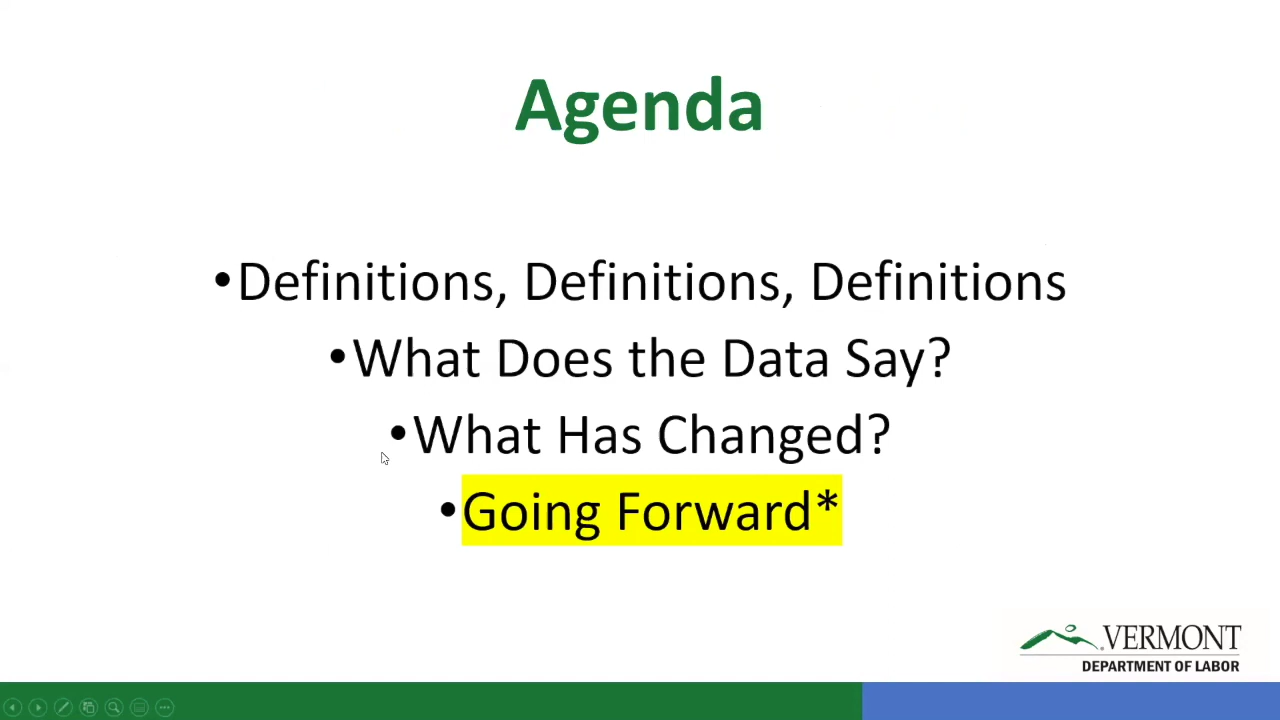 Agenda
•Definitions, Definitions, Definitions
•What Does the Data Say?
•What Has Changed?
•Going Forward*
VERMONT
DEPARTMENT OF LABOR